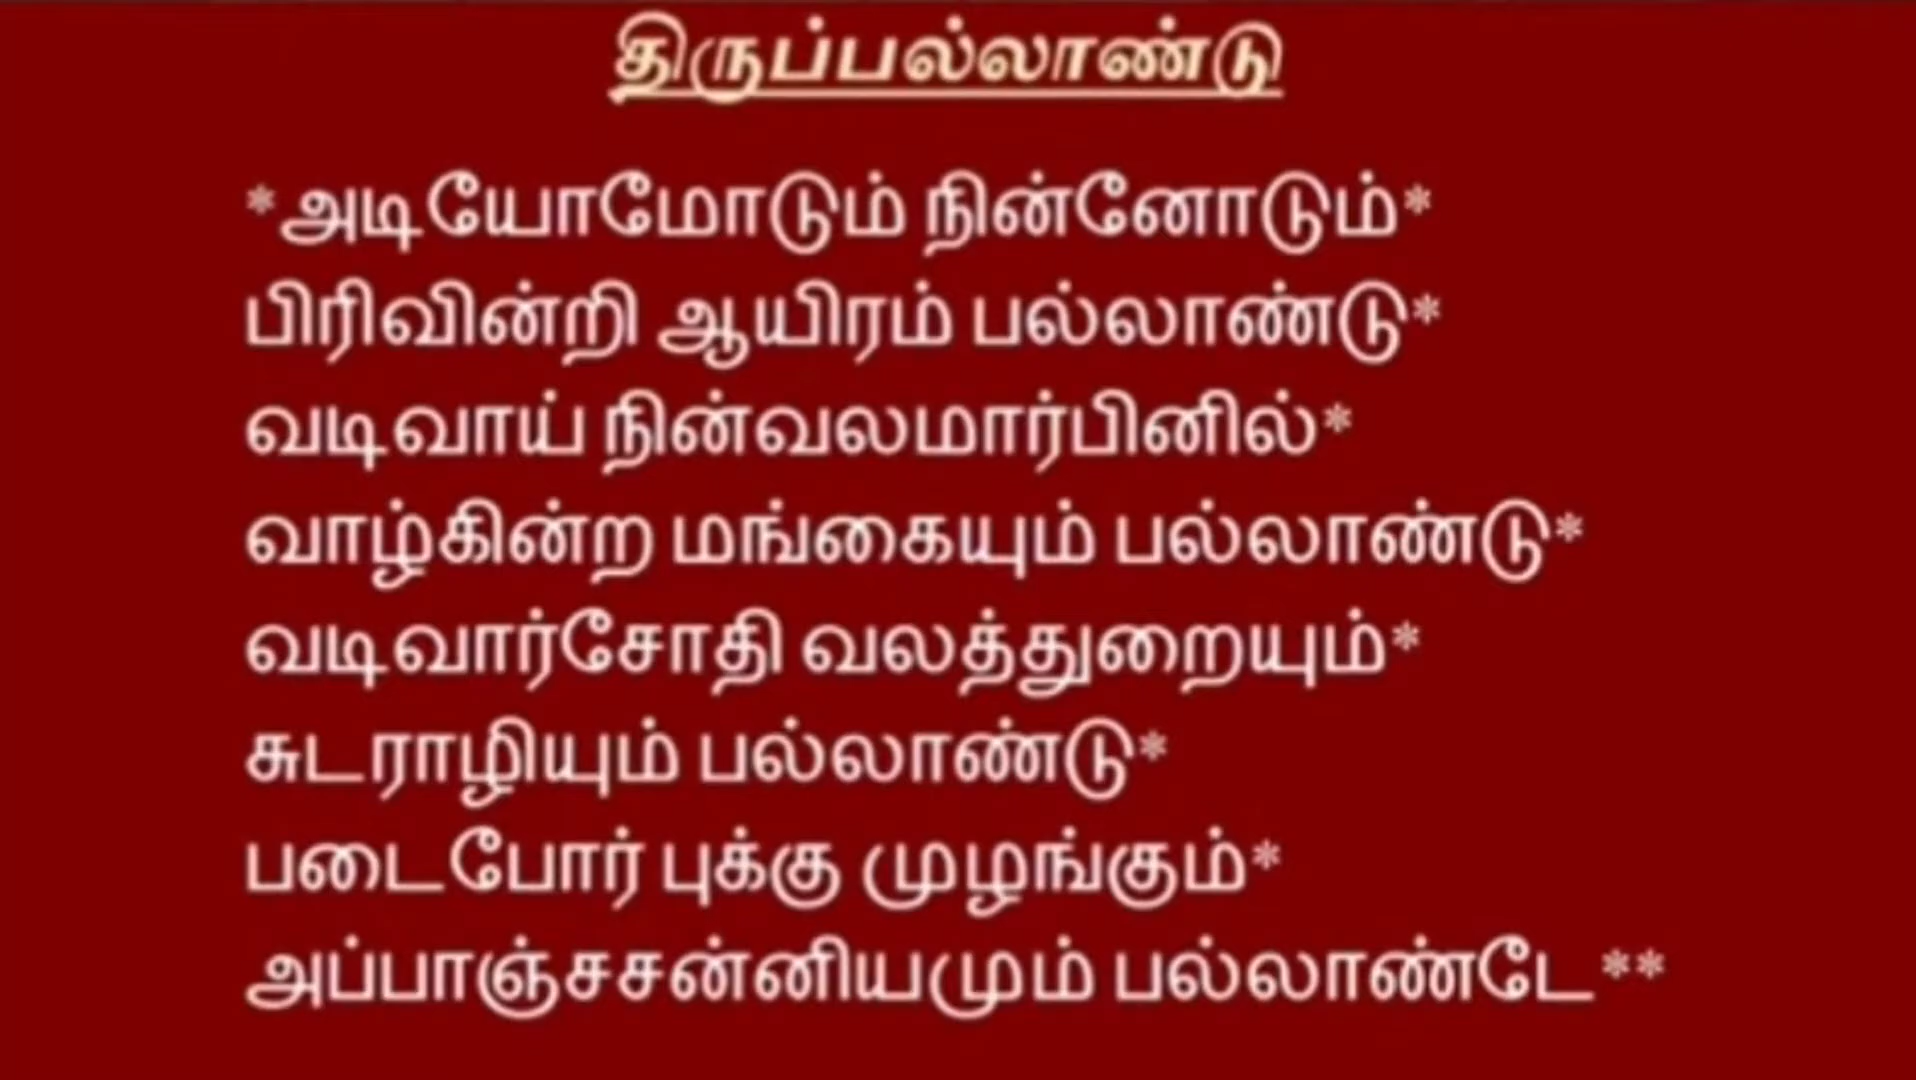 திருப்பல்லாண்டு
*அடியோமோடும் நின்னோடும்*
பிரிவின்றி ஆயிரம் பல்லாண்டு*
வடிவாய் நின்வலமார்பினில்*
வாழ்கின்ற மங்கையும் பல்லாண்டு*
வடிவார்சோதி வலத்துறையும்*
சுடராழியும் பல்லாண்டு*
படைபோர் புக்கு முழங்கும்*
அப்பாஞ்சசன்னியமும் பல்லாண்டே**